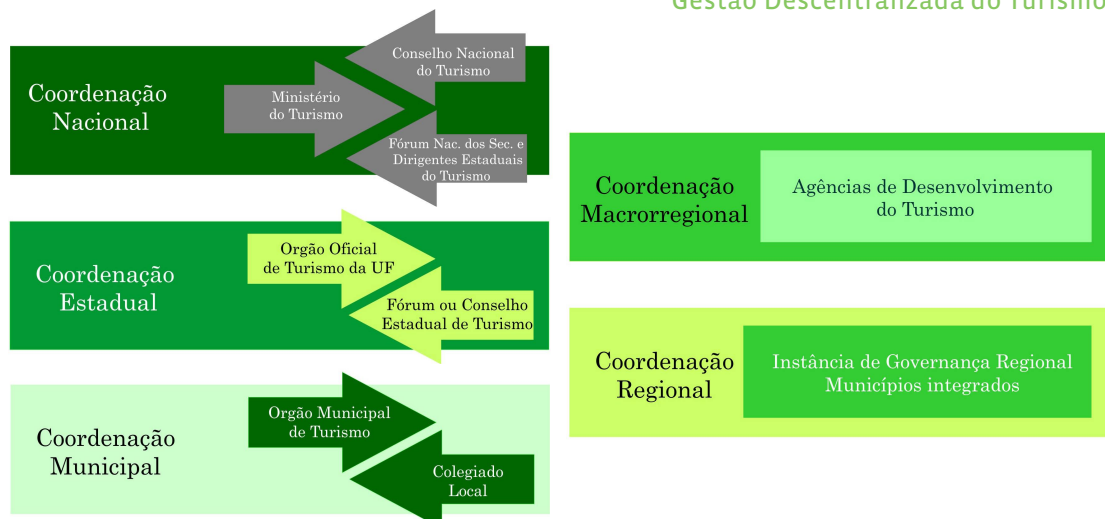 Gestão Descentralizada do Turismo
Coordenação
Nacional
Conselho Nacional
do Turismo
Ministério
do Turismo
Fórum Nac. dos Sec. e
Dirigentes Estaduais
do Turismo
Coordenação
Estadual
Orgão Oficial
de Turismo da UF
Fórum ou Conselho
Estadual de Turismo
Coordenação
Municipal
Orgão Municipal
de Turismo
Colegiado
Local
Coordenação
Macrorregional
Agências de Desenvolvimento
do Turismo
Coordenação
Regional
Instância de Governança Regional
Municípios integrados